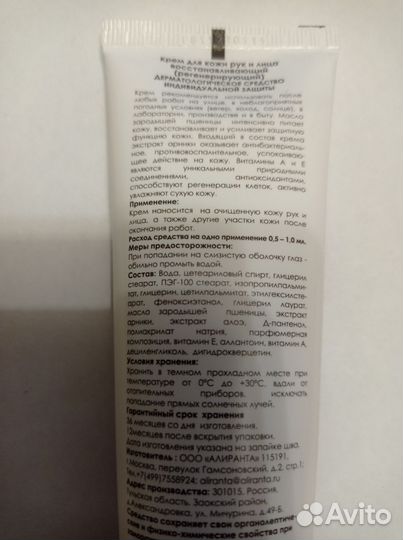 Крем для кожи рук и лица
восстанавливающий
(регенерирующий)
ДЕРМАТОЛОГИЧЕСКОЕ СРЕДСТВО
ИНДИВИДУАЛЬНОЙ ЗАЩИТЫ
Крем рекомендуется использовать после
любых работ на улице, в неблагоприятных
погодных условиях (ветер, холод, солнце), в
лаборатории, производстве и в быту. Масло
зародышей пшеницы интенсивно питает
кожу, восстанавливает и усиливает защитную
функцию кожи. Входящий в состав крема
экстракт арники оказывает антибактериаль-
ное, противовоспалительное, успокаиваю-
щее действие на кожу. Витамины А и Е
являются уникальными природными
соединениями, антиоксидантами,
способствуют регенерации клеток, активно
увлажняют сухую кожу.
Применение:
Крем наносится на очищенную кожу рук и
лица, а также другие участки кожи после
окончания работ.
Расход средства на одно применение 0,5 - 1.0 мл.
Меры предосторожности:
При попадании на слизистую оболочку глаз -
обильно промыть водой.
Состав: Вода, цетеариловый спирт, глицерил
стеарат, ПЭГ-100 стеарат, изопропилпальми-
тат, глицерин, цетилпальмитат, этилгексилсте-
арат, феноксиэтанол, глицерил лаурат,
масло зародышей пшеницы, экстракт
арники, экстракт алоэ, Д-пантенол,
полиакрилат натрия, парфюмерная
композиция, витамин Е, аллантоин, витамин А,
дециленгликоль, дигидрокверцетин.
Условия хранения:
Хранить в темном прохладном месте при
температуре от 0°С до +30°С, вдали от
отопительных приборов, исключать
попадание прямых солнечных лучей.
Гарантийный срок хранения
36 месяцев со дня изготовления.
12месяцев после вскрытия упаковки.
Дата изготовления указана на запайке шва.
Изготовитель : ООО «АЛИРАНТА» 115191,
г.Москва, переулок Гамсоновский, д.2, стр.1;
Тел.+7(499)7558924; aliranta@aliranta.ru
Адрес производства: 301015, Россия,
Тульская область, Заокский район,
д.Александровка, ул. Мичурина, д.49-Б.
Средство сохраняет свои органолепти
ские и физико-химические свойства при
Avito